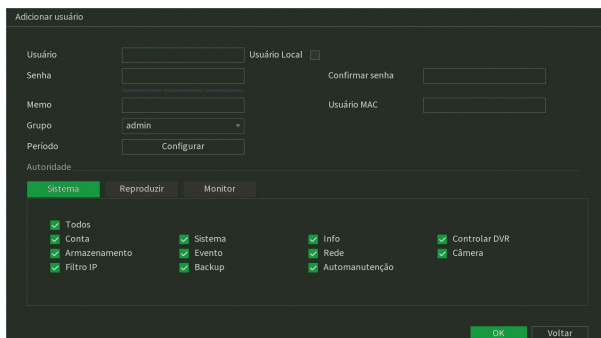 Adicionar usuário
Usuário Usuário Local
Senha Confirmar senha
Memo Usuário MAC
Grupo admin
Período Configurar
Autoridade
Sistema Reproduzir Monitor
Todos
Conta Sistema Info Controlar DVR
Armazenamento Evento Rede Câmera
Filtro IP Backup Automanutenção
OK Voltar